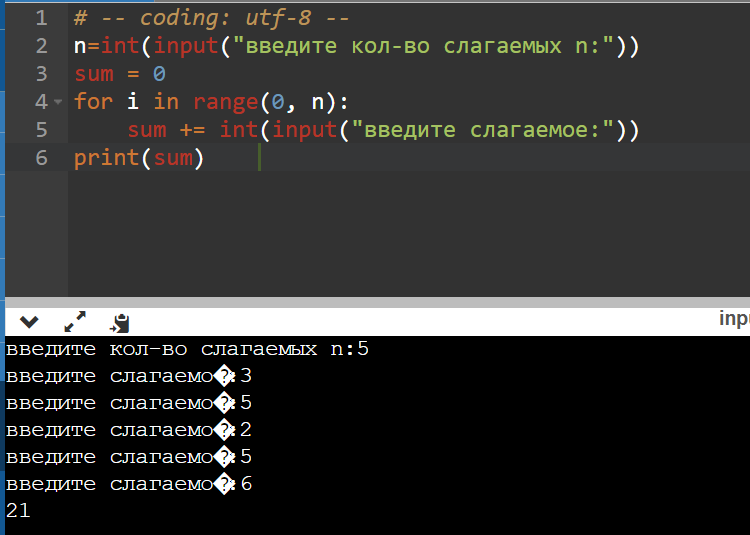 1 # -- coding: utf-8 --
2 n=int(input("введите кол-во слагаемых n:"))
3 sum = 0
4 for i in range(0, n):
5     sum += int(input("введите слагаемое:"))
6 print(sum)
inpu
введите кол-во слагаемых n:5
введите слагаемо�:3
введите слагаемо�:5
введите слагаемо�:2
введите слагаемо�:5
введите слагаемо�:6
21